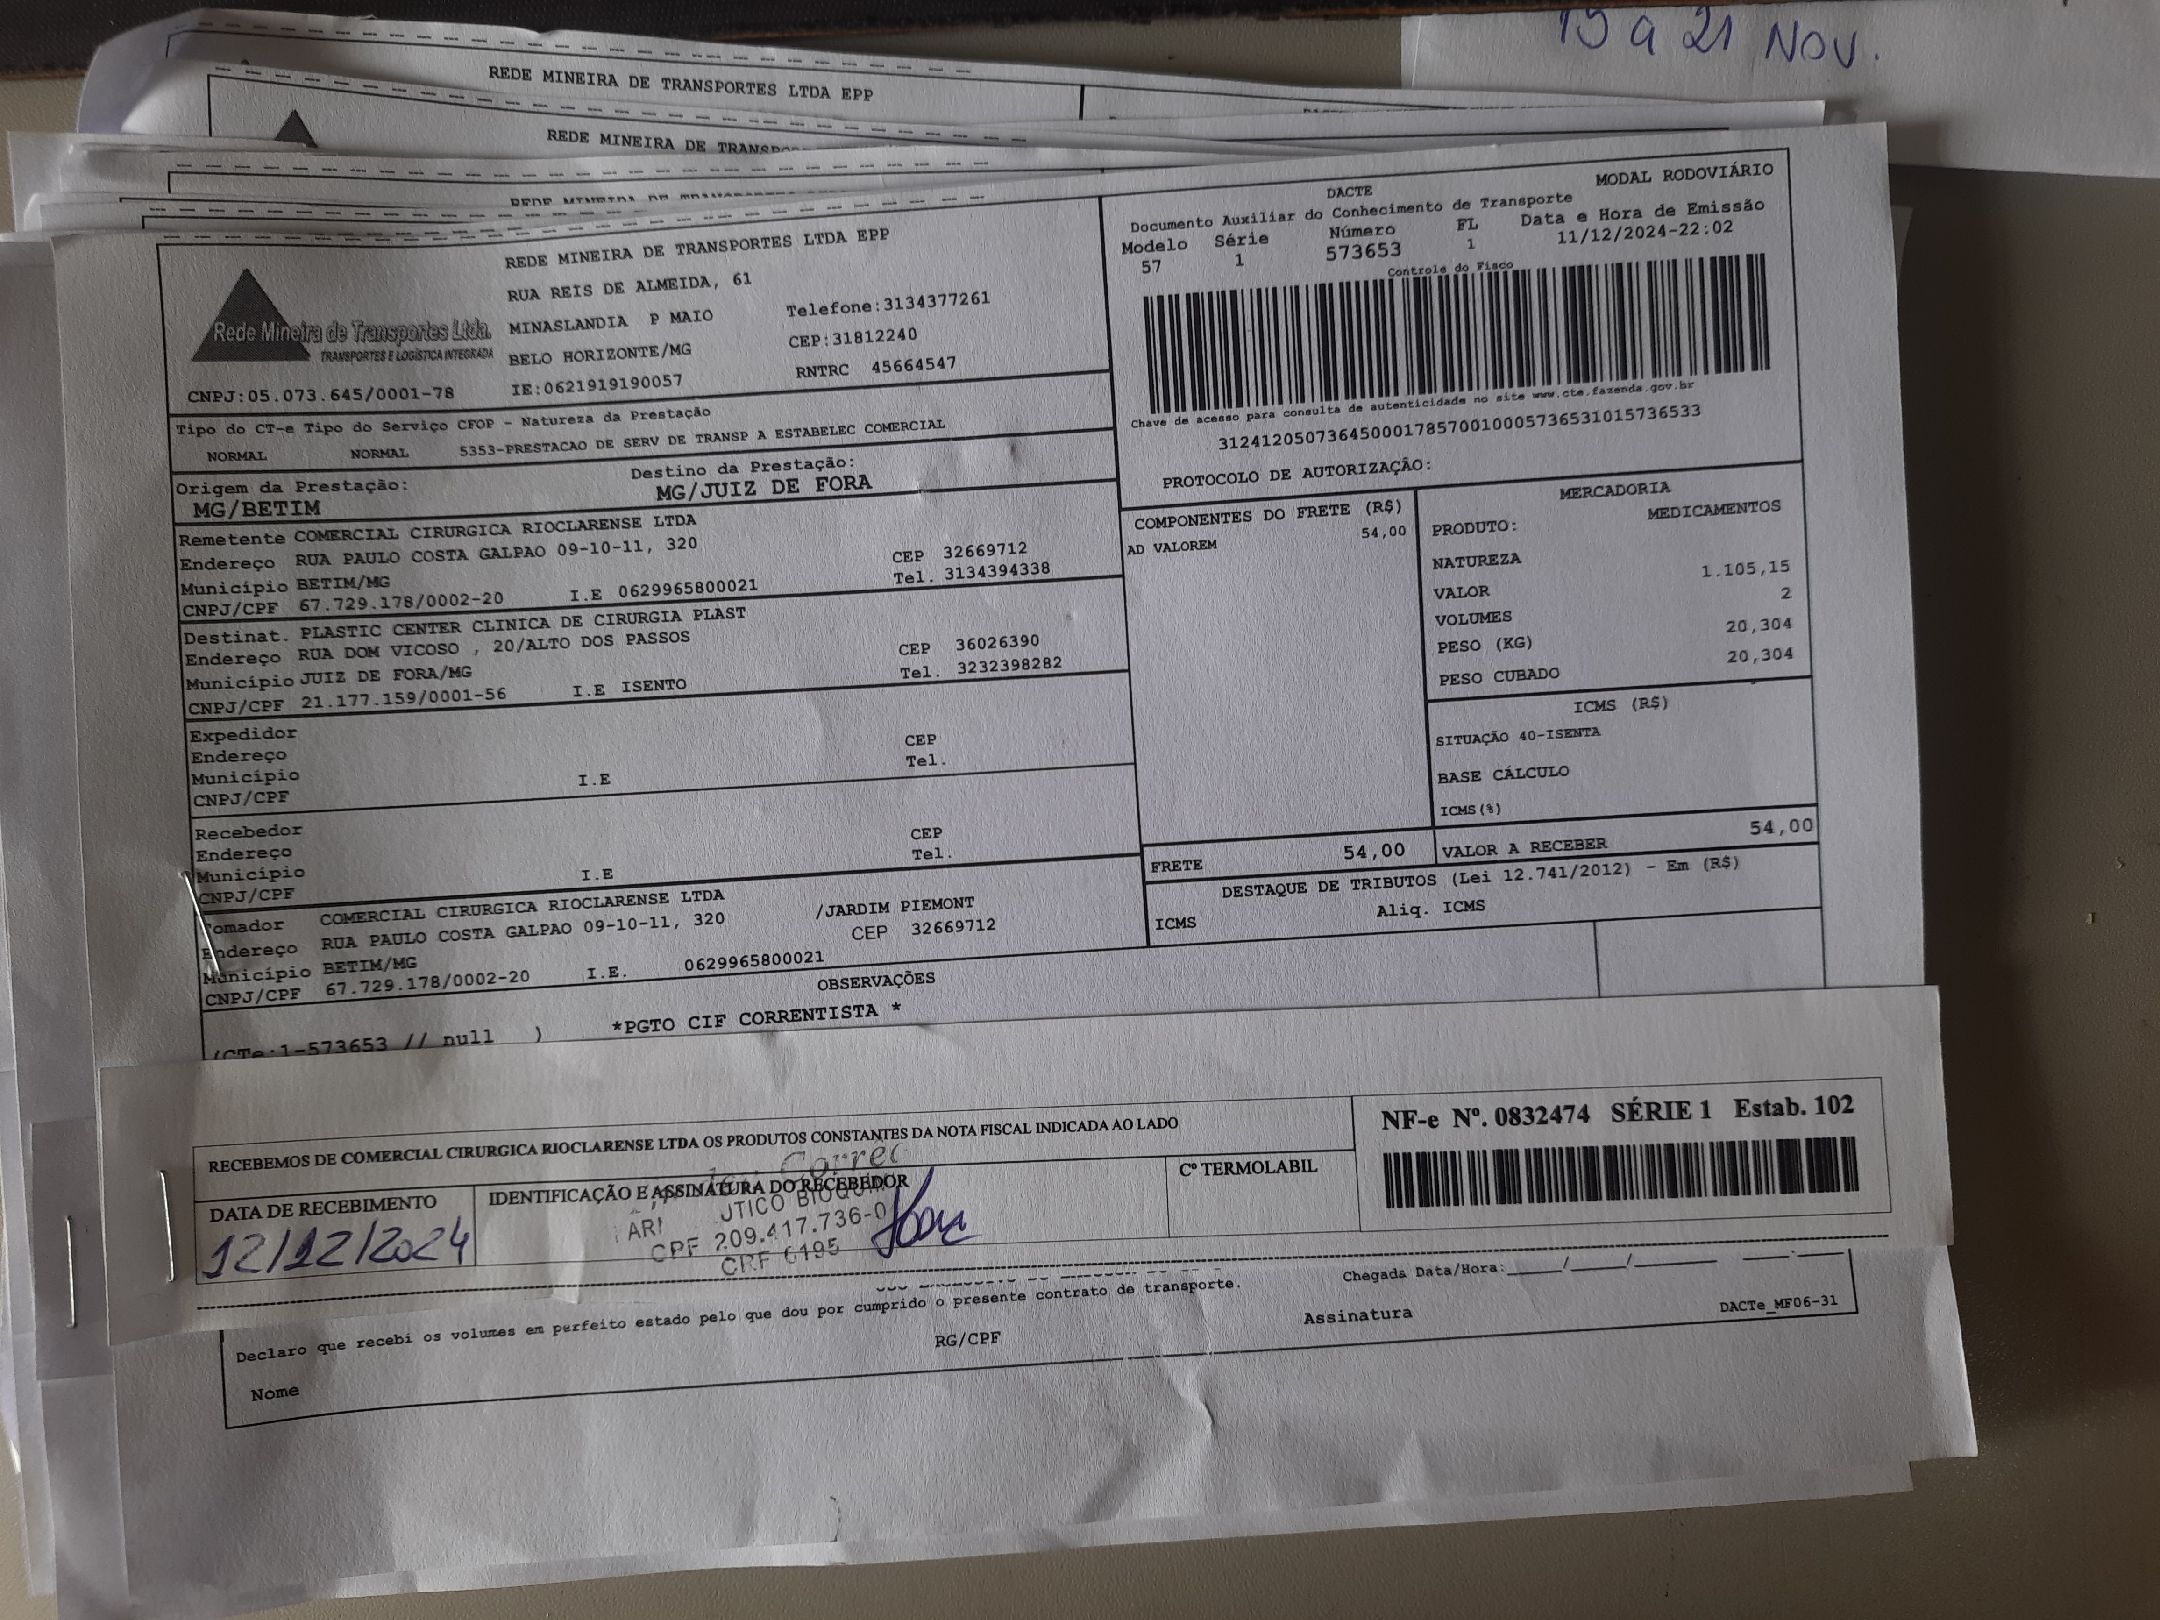 15 a 21 NOV.
REDE MINEIRA DE TRANSPORTES LTDA EPP
REDE MINEIRA DE
REDE MINEIRA DE TRANSPORTES LTDA EPP
RUA REIS DE ALMEIDA, 61
MINASLANDIA P MAIO Telefone:3134377261
BELO HORIZONTE/MG CEP:31812240
IE:0621919190057 RNTRC 45664547
Rede Mineira de Transportes Ltda.
TRANSPORTES E LOGÍSTICA INTEGRADA
CNPJ:05.073.645/0001-78
DACTE MODAL RODOVIÁRIO
Documento Auxiliar do Conhecimento de Transporte
Modelo Série Número FL Data e Hora de Emissão
57 1 573653 1 11/12/2024-22:02
Controle do Fisco
Chave de acesso para consulta de autenticidade no site www.cte.fazenda.gov.br
31241205073645000178570010005736531015736533
PROTOCOLO DE AUTORIZAÇÃO:
Tipo do CT-e Tipo do Serviço CFOP - Natureza da Prestação
NORMAL NORMAL 5353-PRESTACAO DE SERV DE TRANSP A ESTABELEC COMERCIAL
Origem da Prestação: Destino da Prestação:
MG/BETIM MG/JUIZ DE FORA
Remetente COMERCIAL CIRURGICA RIOCLARENSE LTDA
Endereço RUA PAULO COSTA GALPAO 09-10-11, 320 CEP 32669712
Município BETIM/MG Tel. 3134394338
CNPJ/CPF 67.729.178/0002-20 I.E 0629965800021
Destinat. PLASTIC CENTER CLINICA DE CIRURGIA PLAST
Endereço RUA DOM VICOSO , 20/ALTO DOS PASSOS CEP 36026390
Município JUIZ DE FORA/MG Tel. 3232398282
CNPJ/CPF 21.177.159/0001-56 I.E ISENTO
Expedidor
Endereço CEP
Município Tel.
CNPJ/CPF I.E
Recebedor
Endereço CEP
Município Tel.
CNPJ/CPF I.E
omador COMERCIAL CIRURGICA RIOCLARENSE LTDA
Endereço RUA PAULO COSTA GALPAO 09-10-11, 320 /JARDIM PIEMONT
Município BETIM/MG CEP 32669712
CNPJ/CPF 67.729.178/0002-20 I.E. 0629965800021
COMPONENTES DO FRETE (R$)
AD VALOREM 54,00
MERCADORIA
PRODUTO: MEDICAMENTOS
NATUREZA
VALOR 1.105,15
VOLUMES 2
PESO (KG) 20,304
PESO CUBADO 20,304
ICMS (R$)
SITUAÇÃO 40-ISENTA
BASE CÁLCULO
ICMS(%)
FRETE 54,00 VALOR A RECEBER 54,00
DESTAQUE DE TRIBUTOS (Lei 12.741/2012) - Em (R$)
ICMS Aliq. ICMS
OBSERVAÇÕES
(CTe:1-573653 // null ) *PGTO CIF CORRENTISTA *
RECEBEMOS DE COMERCIAL CIRURGICA RIOCLARENSE LTDA OS PRODUTOS CONSTANTES DA NOTA FISCAL INDICADA AO LADO
NF-e Nº. 0832474 SÉRIE 1 Estab. 102
DATA DE RECEBIMENTO IDENTIFICAÇÃO E ASSINATURA DO RECEBEDOR Cº TERMOLABIL
12/12/2024
UTICO BIOQUI
CPF 209.417.736-0
CRF 6195
Declaro que recebi os volumes em perfeito estado pelo que dou por cumprido o presente contrato de transporte.
Chegada Data/Hora:____/____/______
Nome RG/CPF Assinatura DACTe_MF06-31